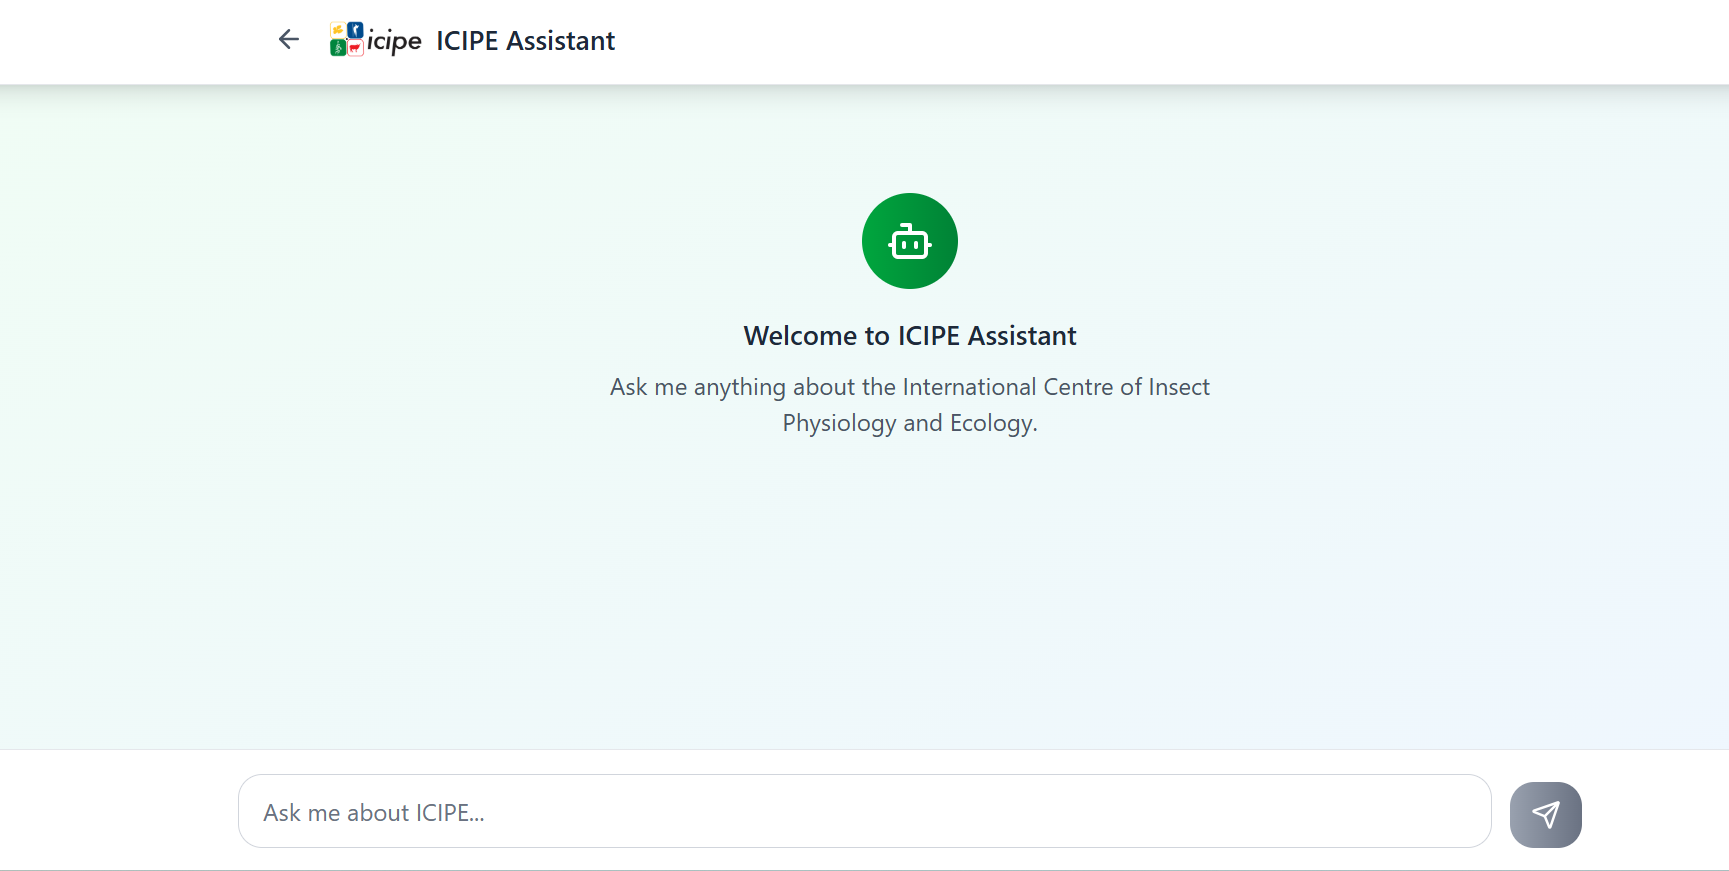 icipe ICIPE Assistant
Welcome to ICIPE Assistant
Ask me anything about the International Centre of Insect
Physiology and Ecology.
Ask me about ICIPE...